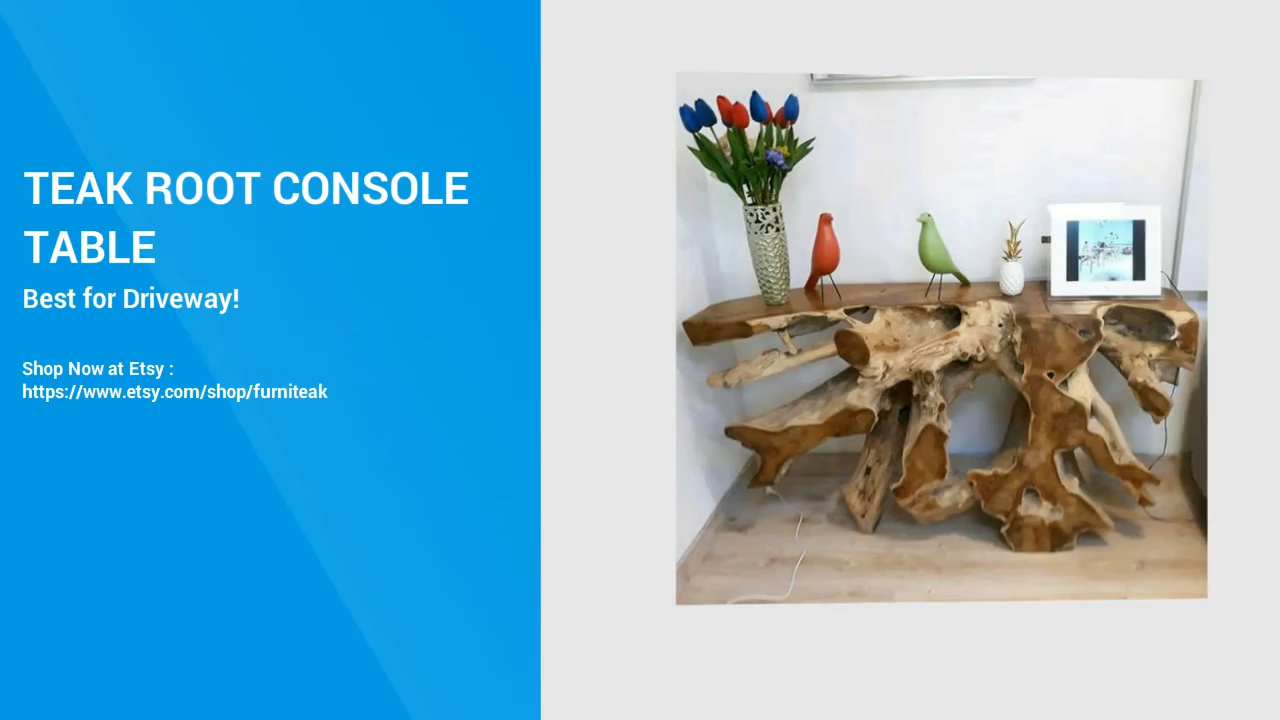 TEAK ROOT CONSOLE
TABLE
Best for Driveway!
Shop Now at Etsy :
https://www.etsy.com/shop/furniteak